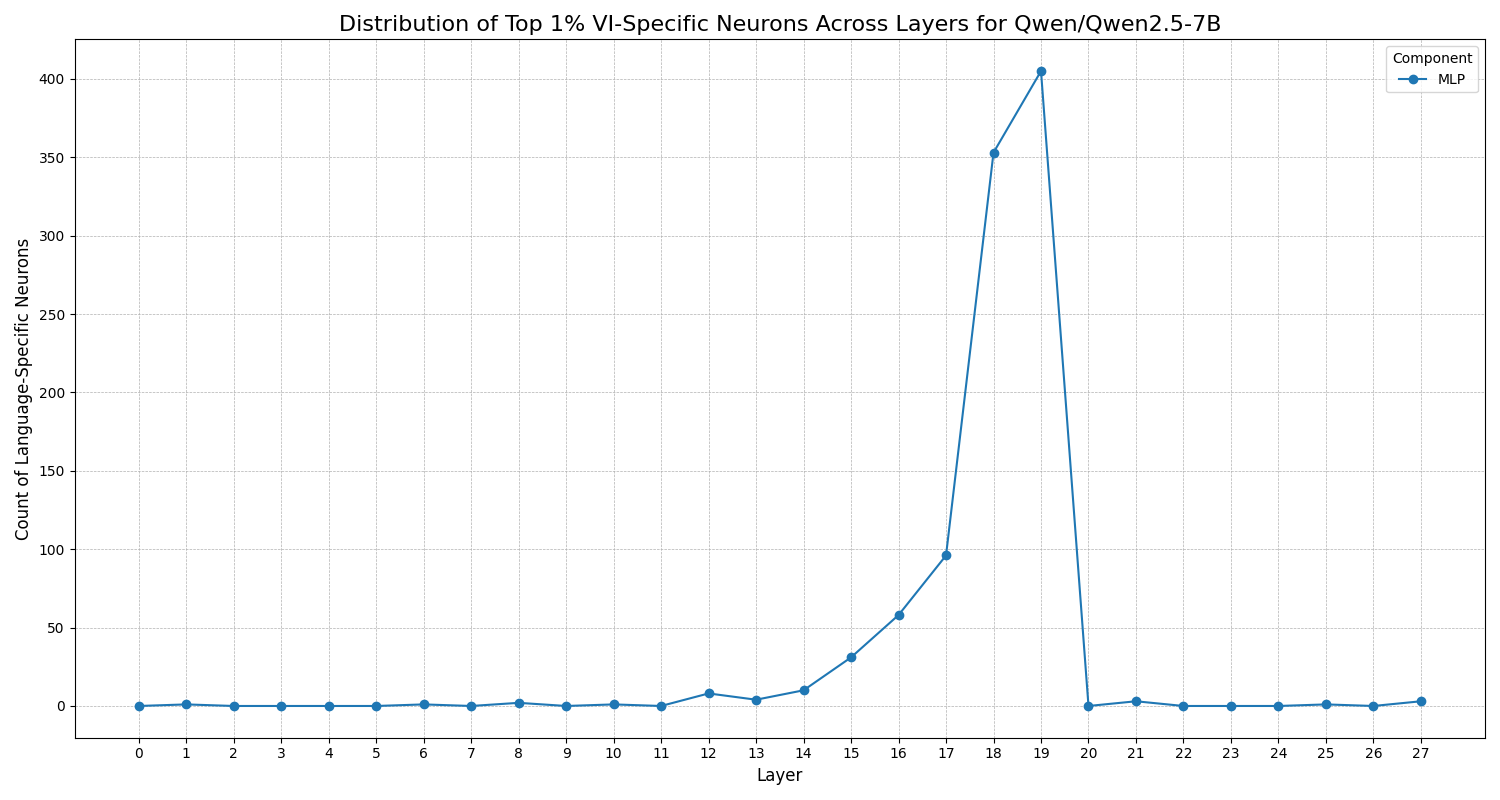 Distribution of Top 1% VI-Specific Neurons Across Layers for Qwen/Qwen2.5-7B
Component
MLP
Count of Language-Specific Neurons
400
350
300
250
200
150
100
50
0
0 1 2 3 4 5 6 7 8 9 10 11 12 13 14 15 16 17 18 19 20 21 22 23 24 25 26 27
Layer